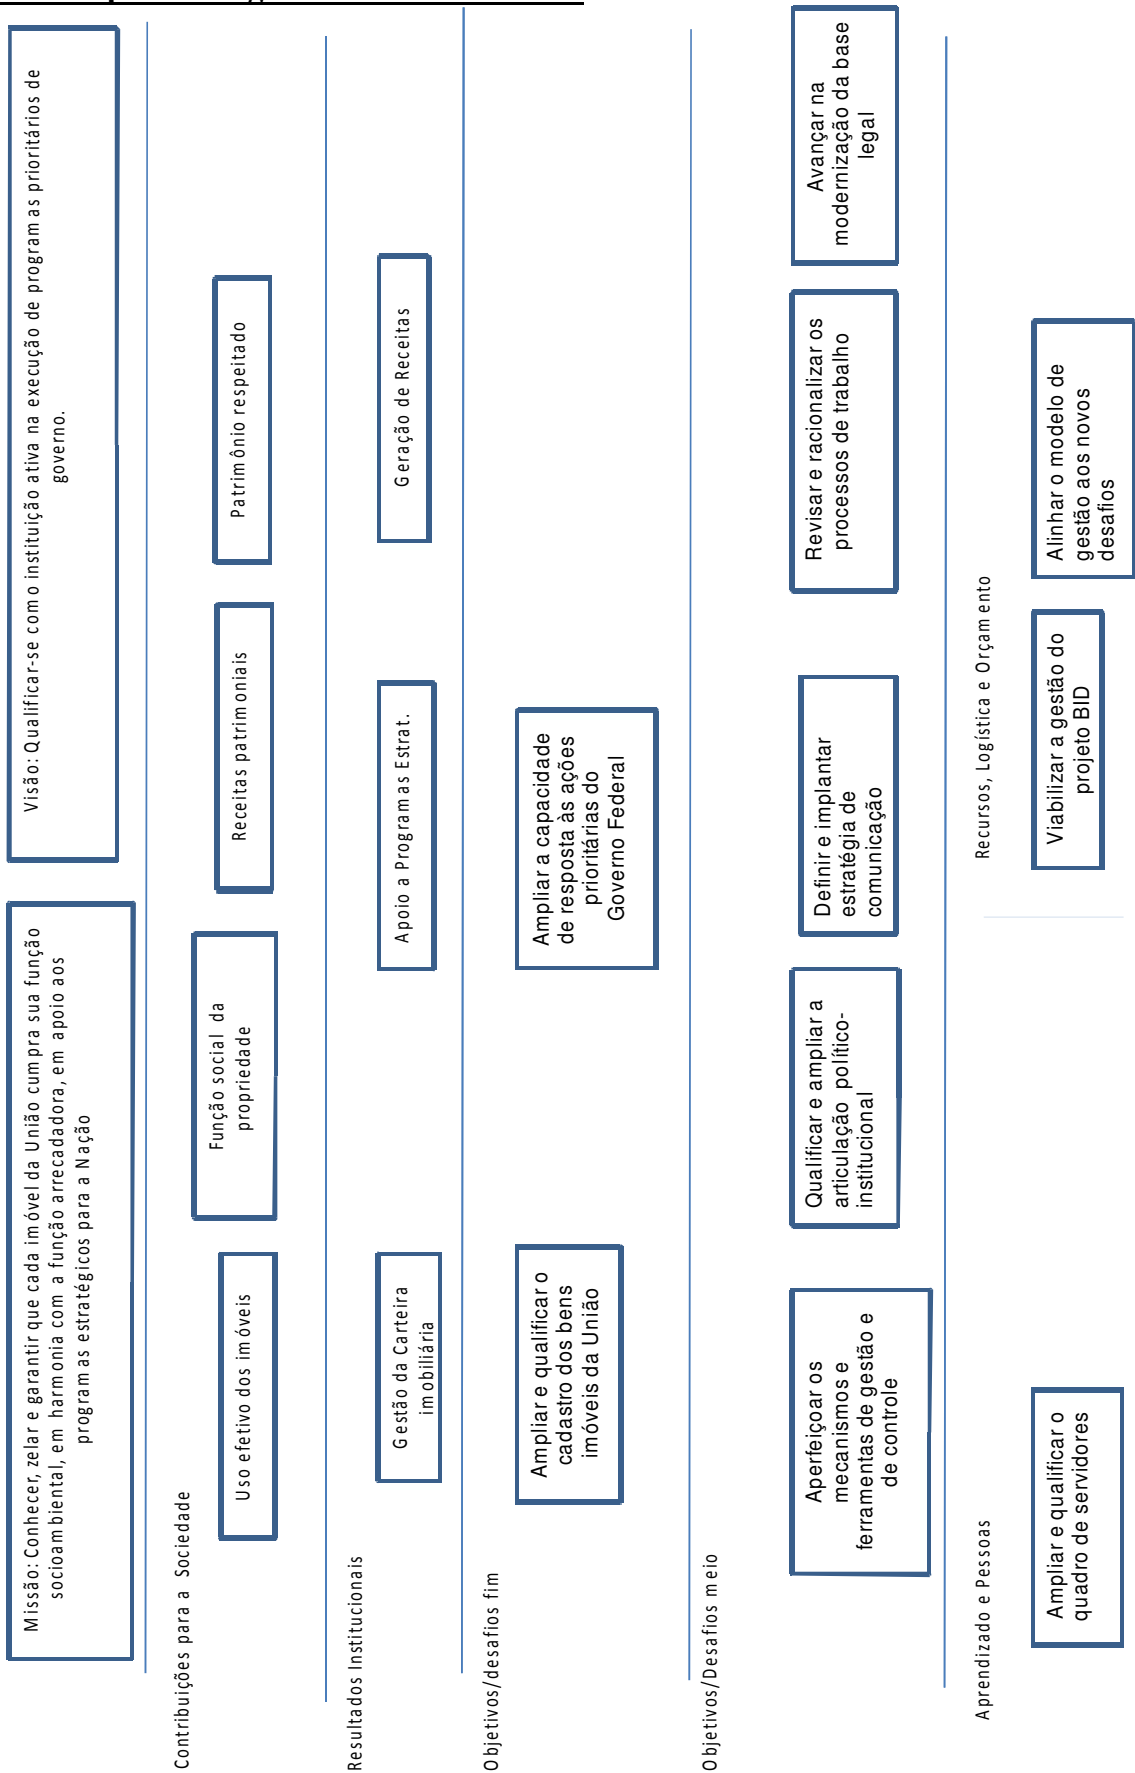 Missão: Conhecer, zelar e garantir que cada imóvel da União cumpra sua função
socioambiental, em harmonia com a função arrecadadora, em apoio aos
programas estratégicos para a Nação
Visão: Qualificar-se como instituição ativa na execução de programas prioritários de
governo.
Contribuições para a Sociedade
Uso efetivo dos imóveis
Função social da
propriedade
Receitas patrimoniais
Patrimônio respeitado
Resultados Institucionais
Gestão da Carteira
imobiliária
Apoio a Programas Estrat.
Geração de Receitas
Objetivos/desafios fim
Ampliar e qualificar o
cadastro dos bens
imóveis da União
Ampliar a capacidade
de resposta às ações
prioritárias do
Governo Federal
Objetivos/Desafios meio
Aperfeiçoar os
mecanismos e
ferramentas de gestão e
de controle
Qualificar e ampliar a
articulação político-
institucional
Definir e implantar
estratégia de
comunicação
Revisar e racionalizar os
processos de trabalho
Avançar na
modernização da base
legal
Aprendizado e Pessoas
Ampliar e qualificar o
quadro de servidores
Recursos, Logística e Orçamento
Viabilizar a gestão do
projeto BID
Alinhar o modelo de
gestão aos novos
desafios